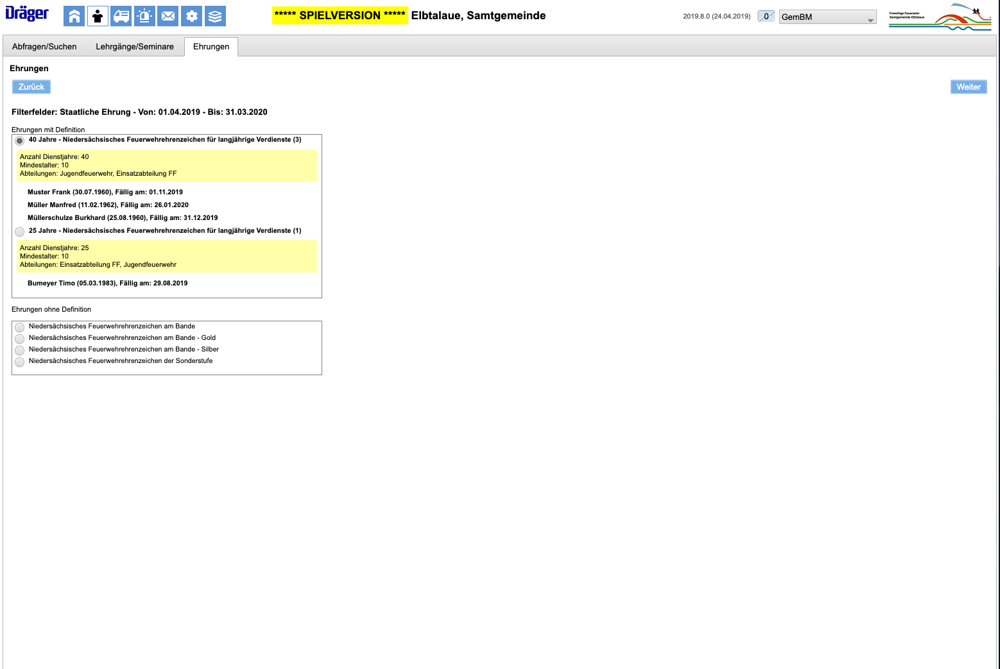 Dräger
***** SPIELVERSION ***** Elbtalaue, Samtgemeinde
2019.8.0 (24.04.2019)
0
GemBM
Freiwillige Feuerwehr
Samtgemeinde Elbtalaue
Abfragen/Suchen
Lehrgänge/Seminare
Ehrungen
Ehrungen
Zurück
Weiter
Filterfelder: Staatliche Ehrung - Von: 01.04.2019 - Bis: 31.03.2020
Ehrungen mit Definition
40 Jahre - Niedersächsisches Feuerwehrehrenzeichen für langjährige Verdienste (3)
Anzahl Dienstjahre: 40
Mindestalter: 10
Abteilungen: Jugendfeuerwehr, Einsatzabteilung FF
Muster Frank (30.07.1960), Fällig am: 01.11.2019
Müller Manfred (11.02.1962), Fällig am: 26.01.2020
Müllerschulze Burkhard (25.08.1960), Fällig am: 31.12.2019
25 Jahre - Niedersächsisches Feuerwehrehrenzeichen für langjährige Verdienste (1)
Anzahl Dienstjahre: 25
Mindestalter: 10
Abteilungen: Einsatzabteilung FF, Jugendfeuerwehr
Bumeyer Timo (05.03.1983), Fällig am: 29.08.2019
Ehrungen ohne Definition
Niedersächsisches Feuerwehrehrenzeichen am Bande
Niedersächsisches Feuerwehrehrenzeichen am Bande - Gold
Niedersächsisches Feuerwehrehrenzeichen am Bande - Silber
Niedersächsisches Feuerwehrehrenzeichen der Sonderstufe